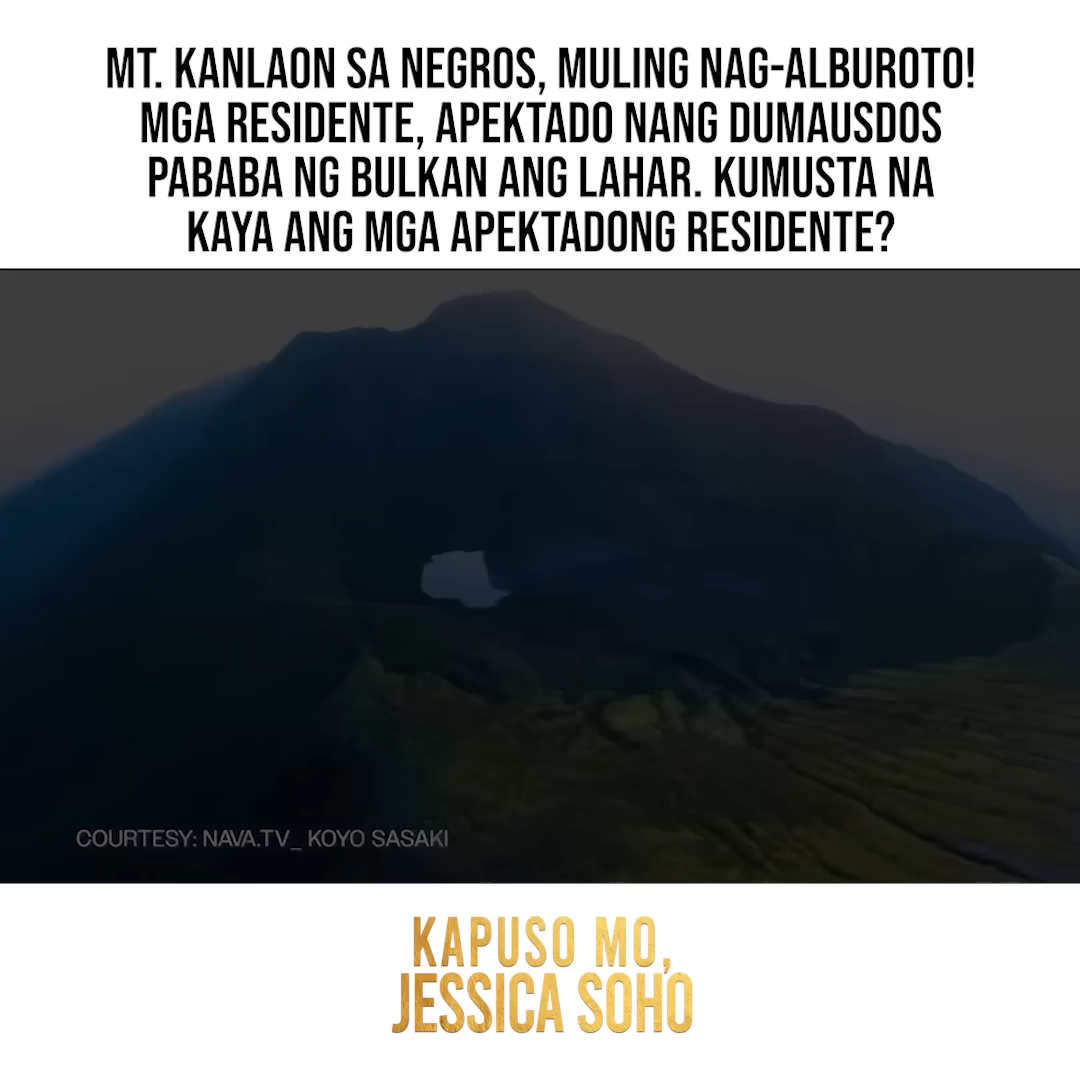 MT. KANLAON SA NEGROS, MULING NAG-ALBUROTO!
MGA RESIDENTE, APEKTADO NANG DUMAUSDOS
PABABA NG BULKAN ANG LAHAR. KUMUSTA NA
KAYA ANG MGA APEKTADONG RESIDENTE?
COURTESY: NAVA.TV_ KOYO SASAKI
KAPUSO MO,
JESSICA SOHO